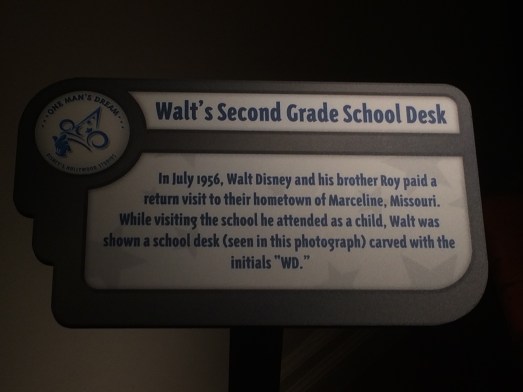 ONE MAN'S DREAM
Walt's Second Grade School Desk
In July 1956, Walt Disney and his brother Roy paid a
return visit to their hometown of Marceline, Missouri.
While visiting the school he attended as a child, Walt was
shown a school desk (seen in this photograph) carved with the
initials "WD."